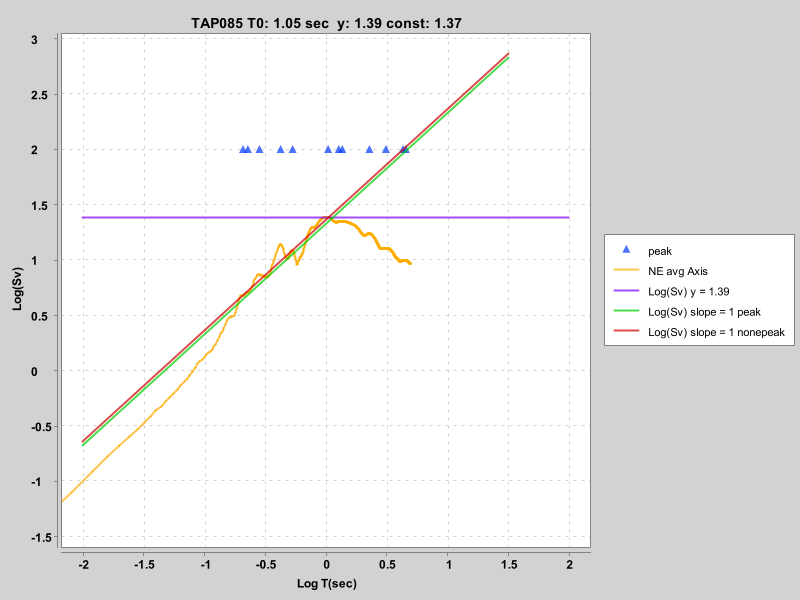 TAP085 T0: 1.05 sec  y: 1.39 const: 1.37
3
2.5
2
1.5
1
0.5
0
-0.5
-1
-1.5
Log(Sv)
-2
-1.5
-1
-0.5
0
0.5
1
1.5
2
Log T(sec)
peak
NE avg Axis
Log(Sv) y = 1.39
Log(Sv) slope = 1 peak
Log(Sv) slope = 1 nonepeak